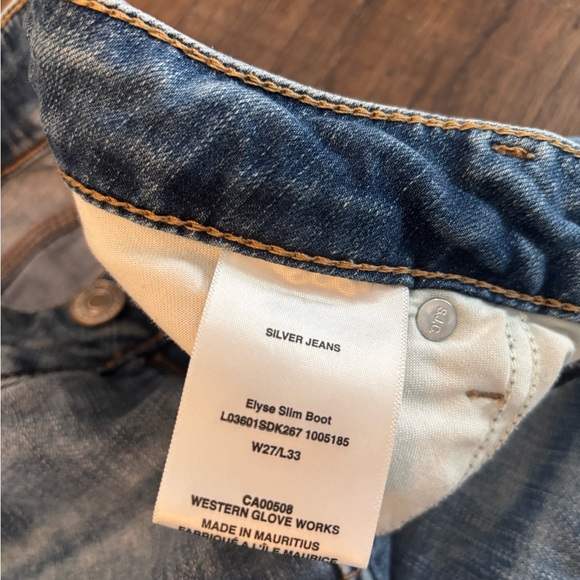 SILVER JEANS
Elyse Slim Boot
L03601SDK267 1005185
W27/L33
CA00508
WESTERN GLOVE WORKS
MADE IN MAURITIUS
FABRIQUÉ A L'ÎLE MAURICE
SJC